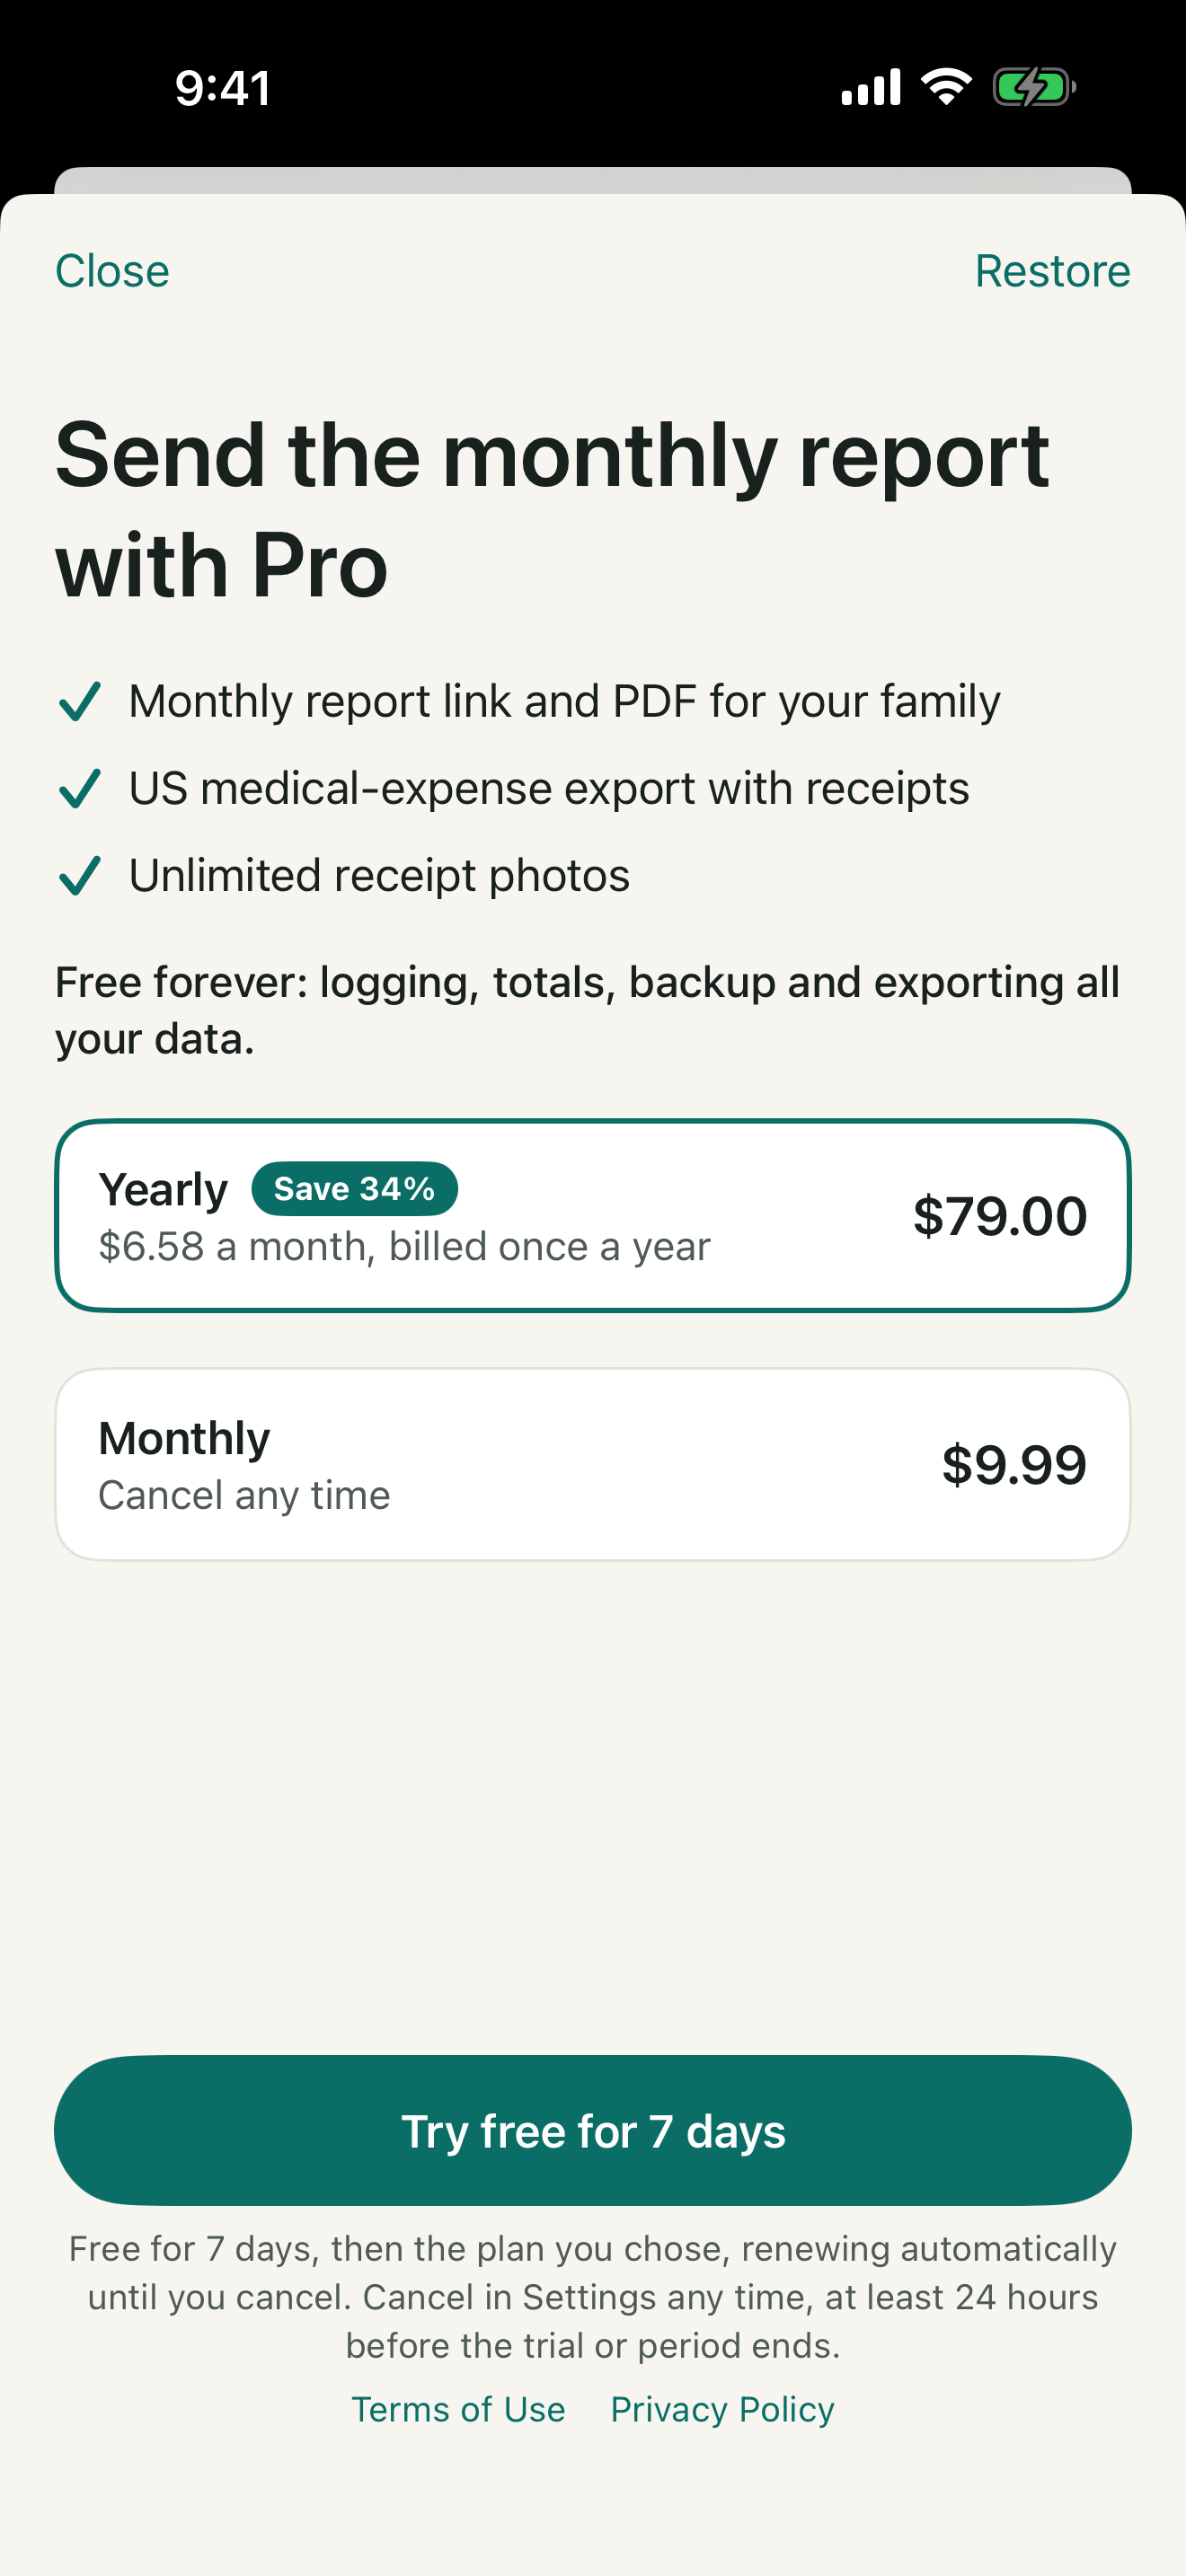 9:41
Close
Restore
Send the monthly report
with Pro
Monthly report link and PDF for your family
US medical-expense export with receipts
Unlimited receipt photos
Free forever: logging, totals, backup and exporting all
your data.
Yearly
Save 34%
$6.58 a month, billed once a year
$79.00
Monthly
Cancel any time
$9.99
Try free for 7 days
Free for 7 days, then the plan you chose, renewing automatically
until you cancel. Cancel in Settings any time, at least 24 hours
before the trial or period ends.
Terms of Use
Privacy Policy